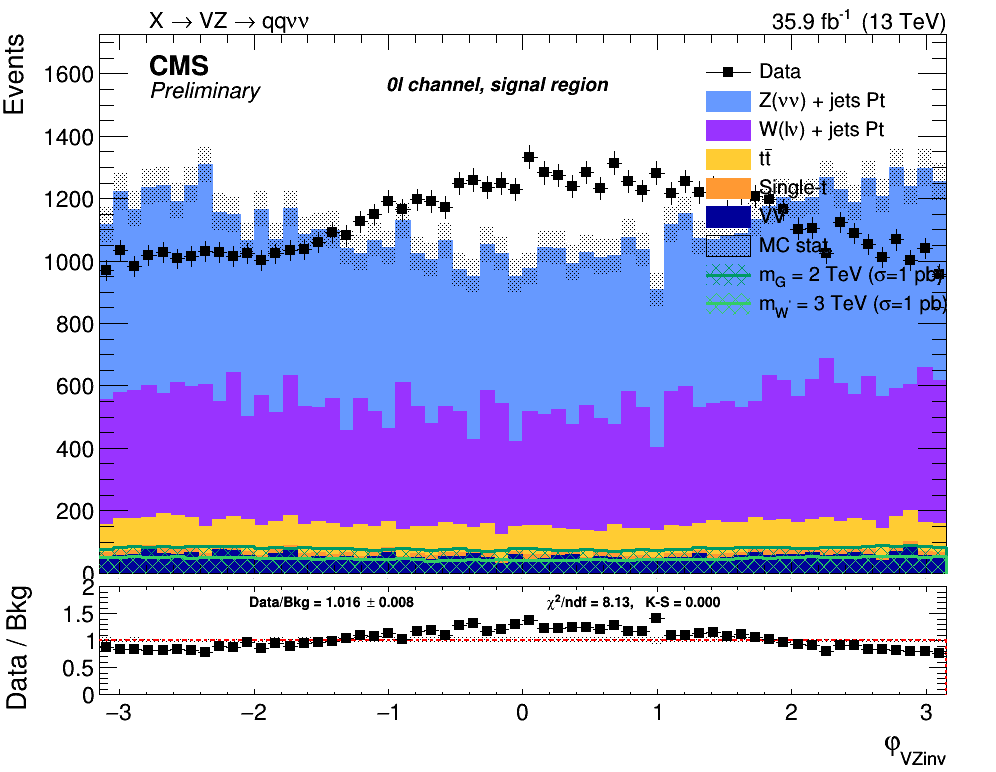 X → VZ → qqνν
35.9 fb⁻¹ (13 TeV)
Events
CMS
Preliminary
0l channel, signal region
Data
Z(νν) + jets Pt
W(lν) + jets Pt
tt̄
Single-t
VV
MC stat.
m_G = 2 TeV (σ=1 pb)
m_W' = 3 TeV (σ=1 pb)
1600
1400
1200
1000
800
600
400
200
0
Data / Bkg
2
1.5
1
0.5
0
Data/Bkg = 1.016 ± 0.008
χ²/ndf = 8.13, K-S = 0.000
−3
−2
−1
0
1
2
3
φ_VZinv